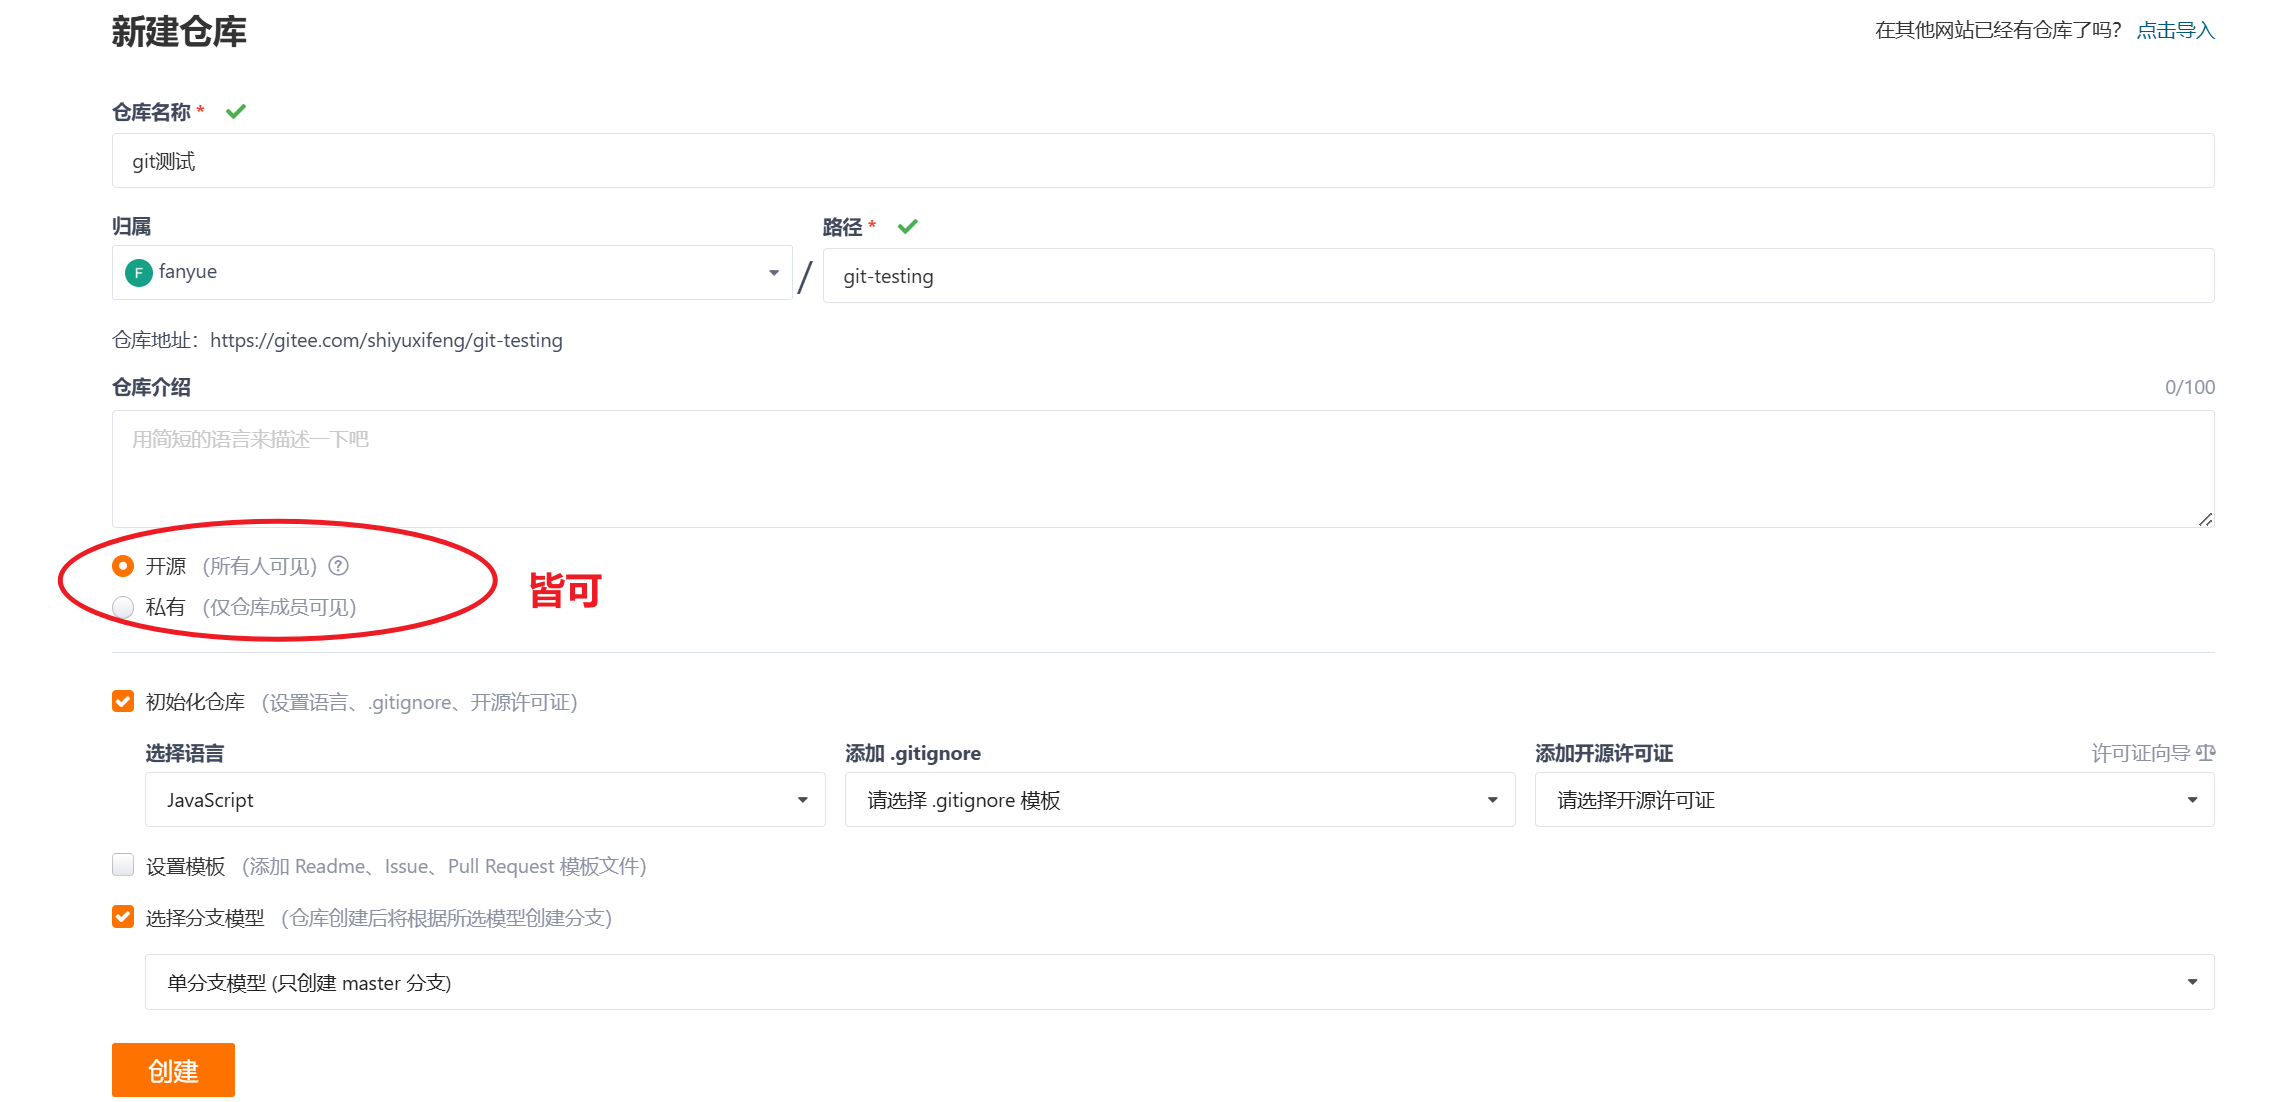 新建仓库
在其他网站已经有仓库了吗? 点击导入
仓库名称 *
git测试
归属
路径 *
F fanyue
/
git-testing
仓库地址：https://gitee.com/shiyuxifeng/git-testing
仓库介绍
0/100
用简短的语言来描述一下吧
开源 (所有人可见) ?
私有 (仅仓库成员可见)
皆可
初始化仓库 (设置语言、.gitignore、开源许可证)
选择语言
添加 .gitignore
添加开源许可证
许可证向导
JavaScript
请选择 .gitignore 模板
请选择开源许可证
设置模板 (添加 Readme、Issue、Pull Request 模板文件)
选择分支模型 (仓库创建后将根据所选模型创建分支)
单分支模型 (只创建 master 分支)
创建